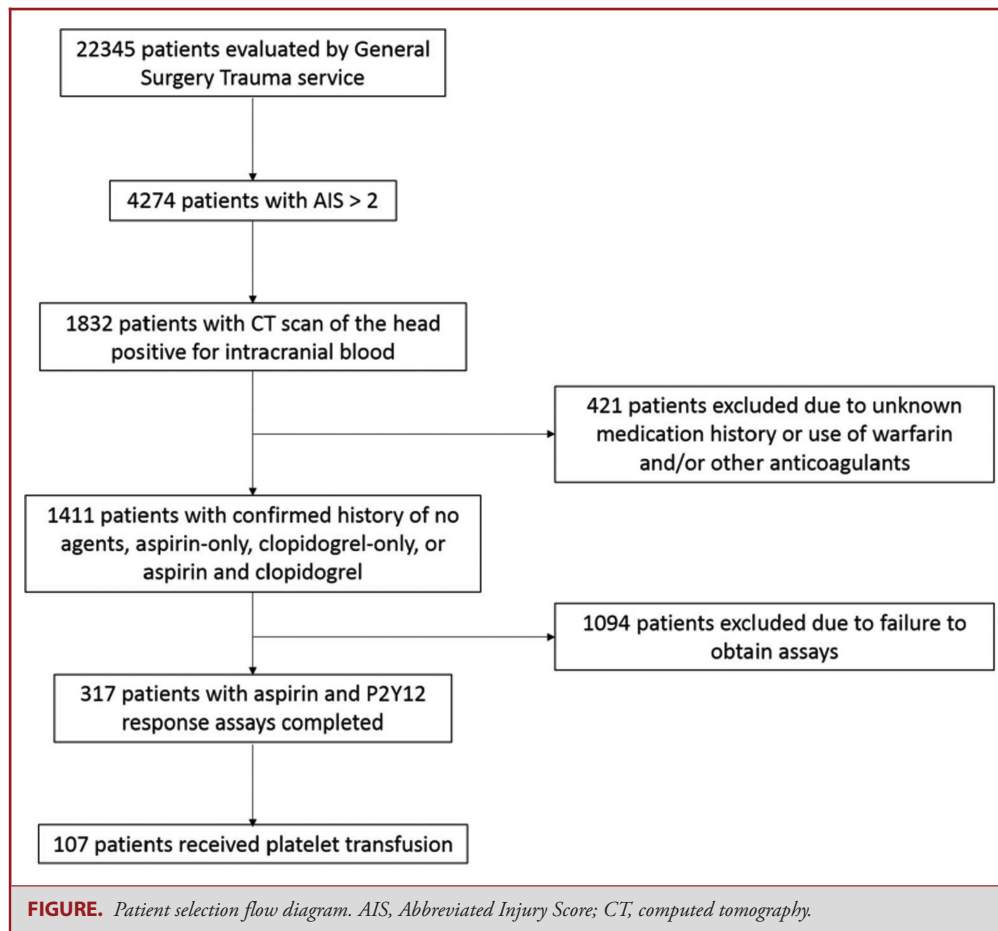 22345 patients evaluated by General
Surgery Trauma service
4274 patients with AIS > 2
1832 patients with CT scan of the head
positive for intracranial blood
421 patients excluded due to unknown
medication history or use of warfarin
and/or other anticoagulants
1411 patients with confirmed history of no
agents, aspirin-only, clopidogrel-only, or
aspirin and clopidogrel
1094 patients excluded due to failure to
obtain assays
317 patients with aspirin and P2Y12
response assays completed
107 patients received platelet transfusion
FIGURE. Patient selection flow diagram. AIS, Abbreviated Injury Score; CT, computed tomography.